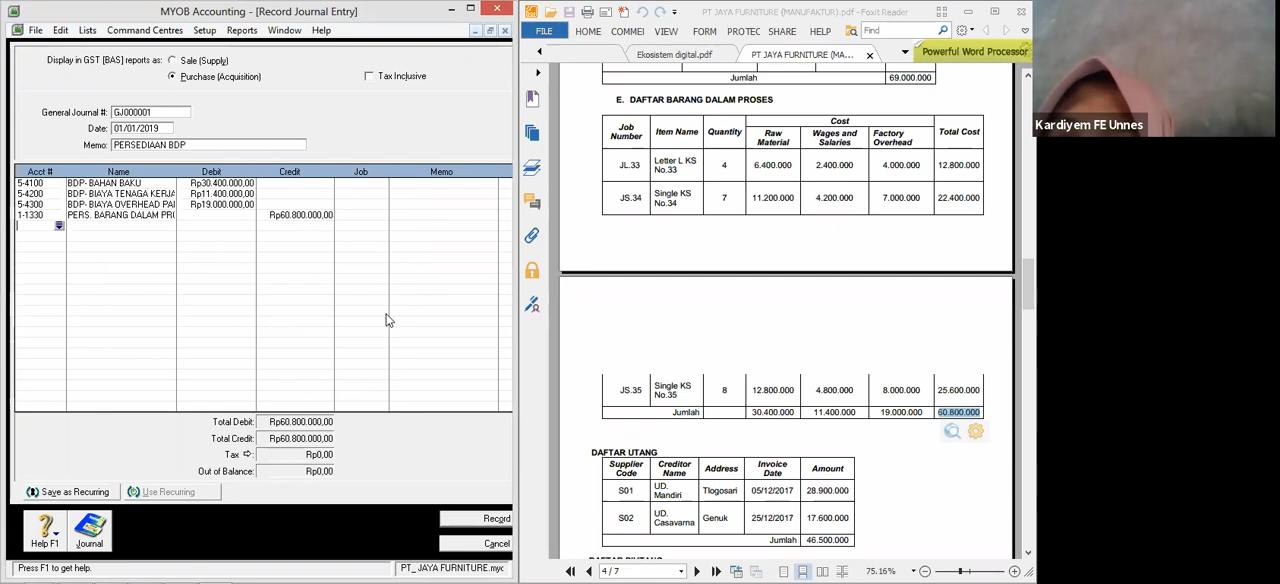 MYOB Accounting - [Record Journal Entry]
File Edit Lists Command Centres Setup Reports Window Help
Display in GST [BAS] reports as: Sale (Supply)
Purchase (Acquisition)
Tax Inclusive
General Journal #: GJ000001
Date: 01/01/2019
Memo: PERSEDIAAN BDP
Acct # Name Debit Credit Job Memo
5-4100 BDP- BAHAN BAKU Rp30.400.000,00
5-4200 BDP- BIAYA TENAGA KERJA Rp11.400.000,00
5-4300 BDP- BIAYA OVERHEAD PAI Rp19.000.000,00
1-1330 PERS. BARANG DALAM PRO Rp60.800.000,00
Total Debit: Rp60.800.000,00
Total Credit: Rp60.800.000,00
Tax Rp0,00
Out of Balance: Rp0,00
Save as Recurring
Use Recurring
Help F1
Journal
Record
Cancel
Press F1 to get help.
PT_JAYA FURNITURE.myc
PT JAYA FURNITURE (MANUFAKTUR).pdf - Foxit Reader
FILE HOME COMMEI VIEW FORM PROTEC SHARE HELP
Find
Ekosistem digital.pdf
PT JAYA FURNITURE (MA...
Powerful Word Processor
Jumlah 69.000.000
E. DAFTAR BARANG DALAM PROSES
Job Number Item Name Quantity Cost Total Cost
Raw Material Wages and Salaries Factory Overhead
JL.33 Letter L KS No.33 4 6.400.000 2.400.000 4.000.000 12.800.000
JS.34 Single KS No.34 7 11.200.000 4.200.000 7.000.000 22.400.000
JS.35 Single KS No.35 8 12.800.000 4.800.000 8.000.000 25.600.000
Jumlah 30.400.000 11.400.000 19.000.000 60.800.000
DAFTAR UTANG
Supplier Code Creditor Name Address Invoice Date Amount
S01 UD. Mandiri Tlogosari 05/12/2017 28.900.000
S02 UD. Casavarna Genuk 25/12/2017 17.600.000
Jumlah 46.500.000
4 / 7
75.16%
Kardiyem FE Unnes